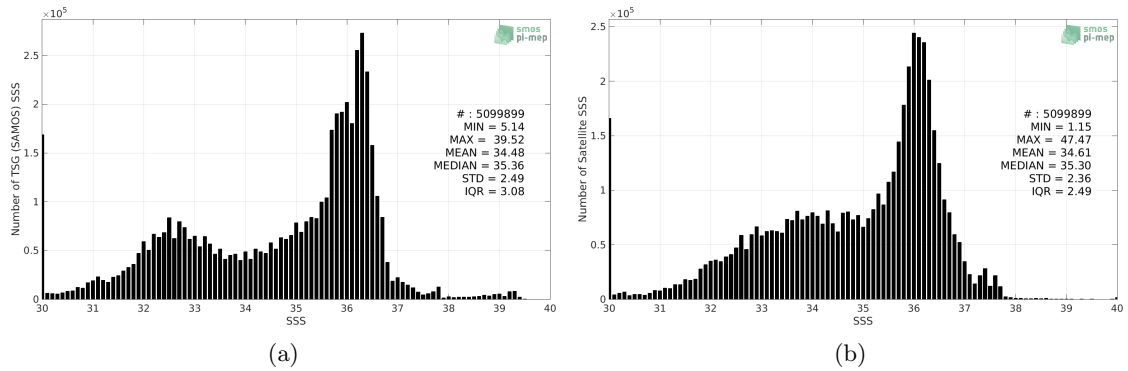 ×10⁵
smos
pi-mep
2.5
2
1.5
1
0.5
0
Number of TSG (SAMOS) SSS
# : 5099899
MIN = 5.14
MAX = 39.52
MEAN = 34.48
MEDIAN = 35.36
STD = 2.49
IQR = 3.08
30 31 32 33 34 35 36 37 38 39 40
SSS
(a)
×10⁵
smos
pi-mep
2.5
2
1.5
1
0.5
0
Number of Satellite SSS
# : 5099899
MIN = 1.15
MAX = 47.47
MEAN = 34.61
MEDIAN = 35.30
STD = 2.36
IQR = 2.49
30 31 32 33 34 35 36 37 38 39 40
SSS
(b)